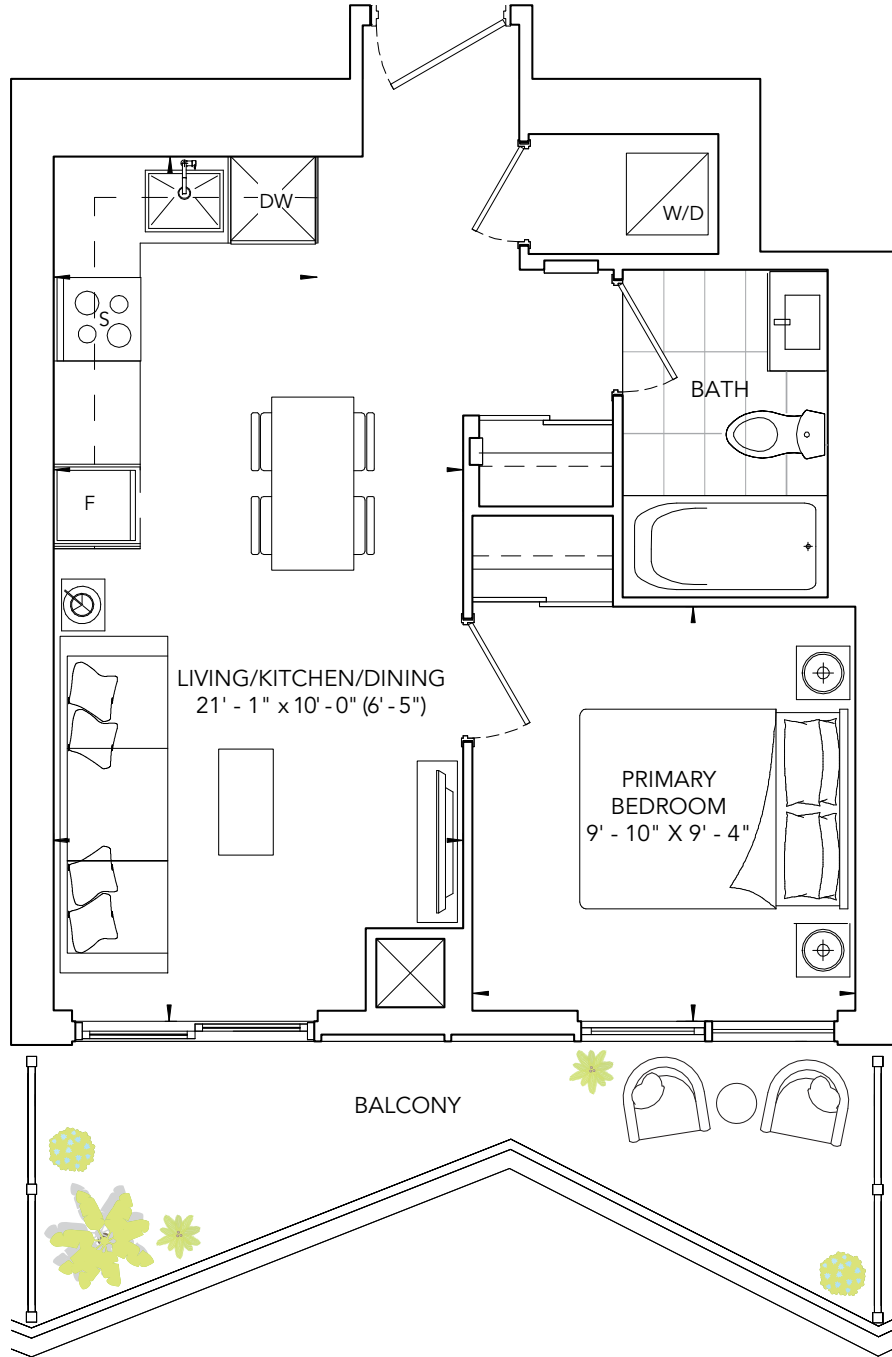 DW
W/D
S
BATH
F
LIVING/KITCHEN/DINING
21' - 1" x 10' - 0" (6' - 5")
PRIMARY
BEDROOM
9' - 10" X 9' - 4"
BALCONY